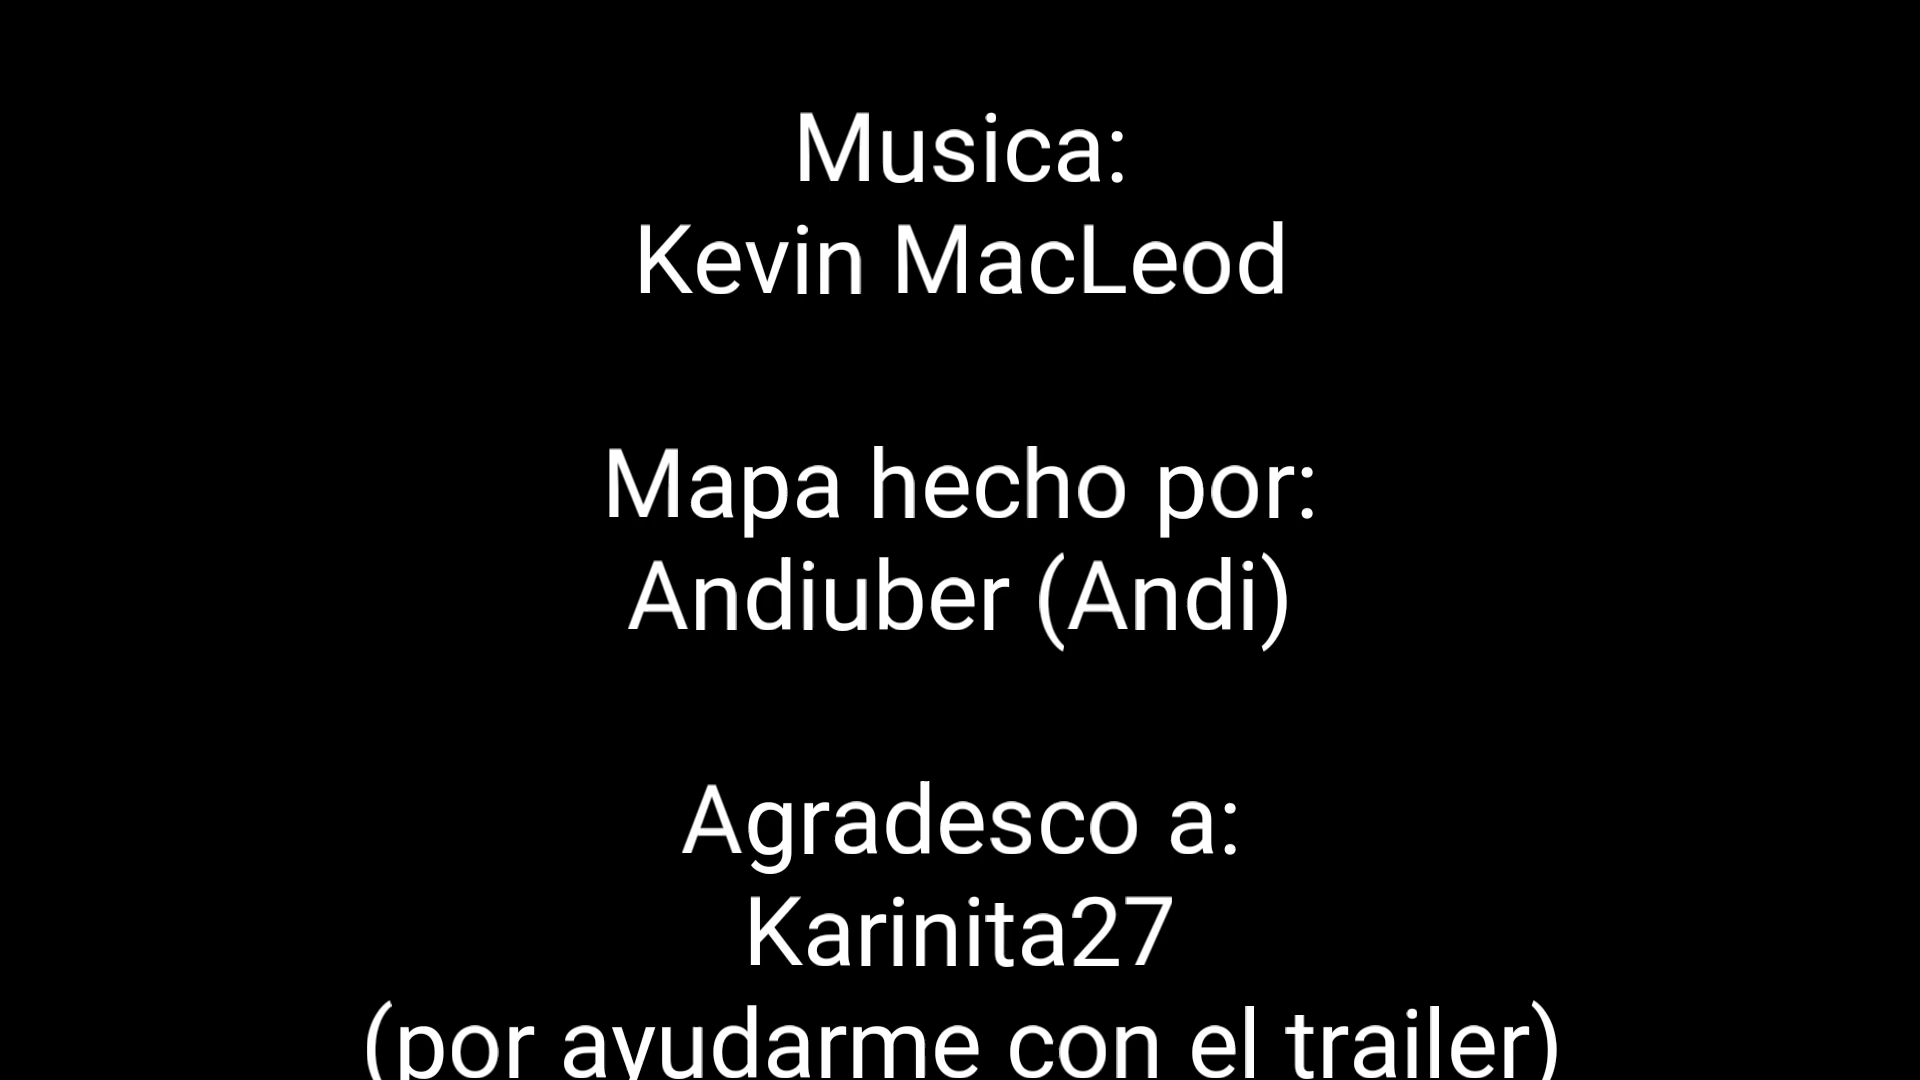 Musica:
Kevin MacLeod
Mapa hecho por:
Andiuber (Andi)
Agradesco a:
Karinita27
(por ayudarme con el trailer)